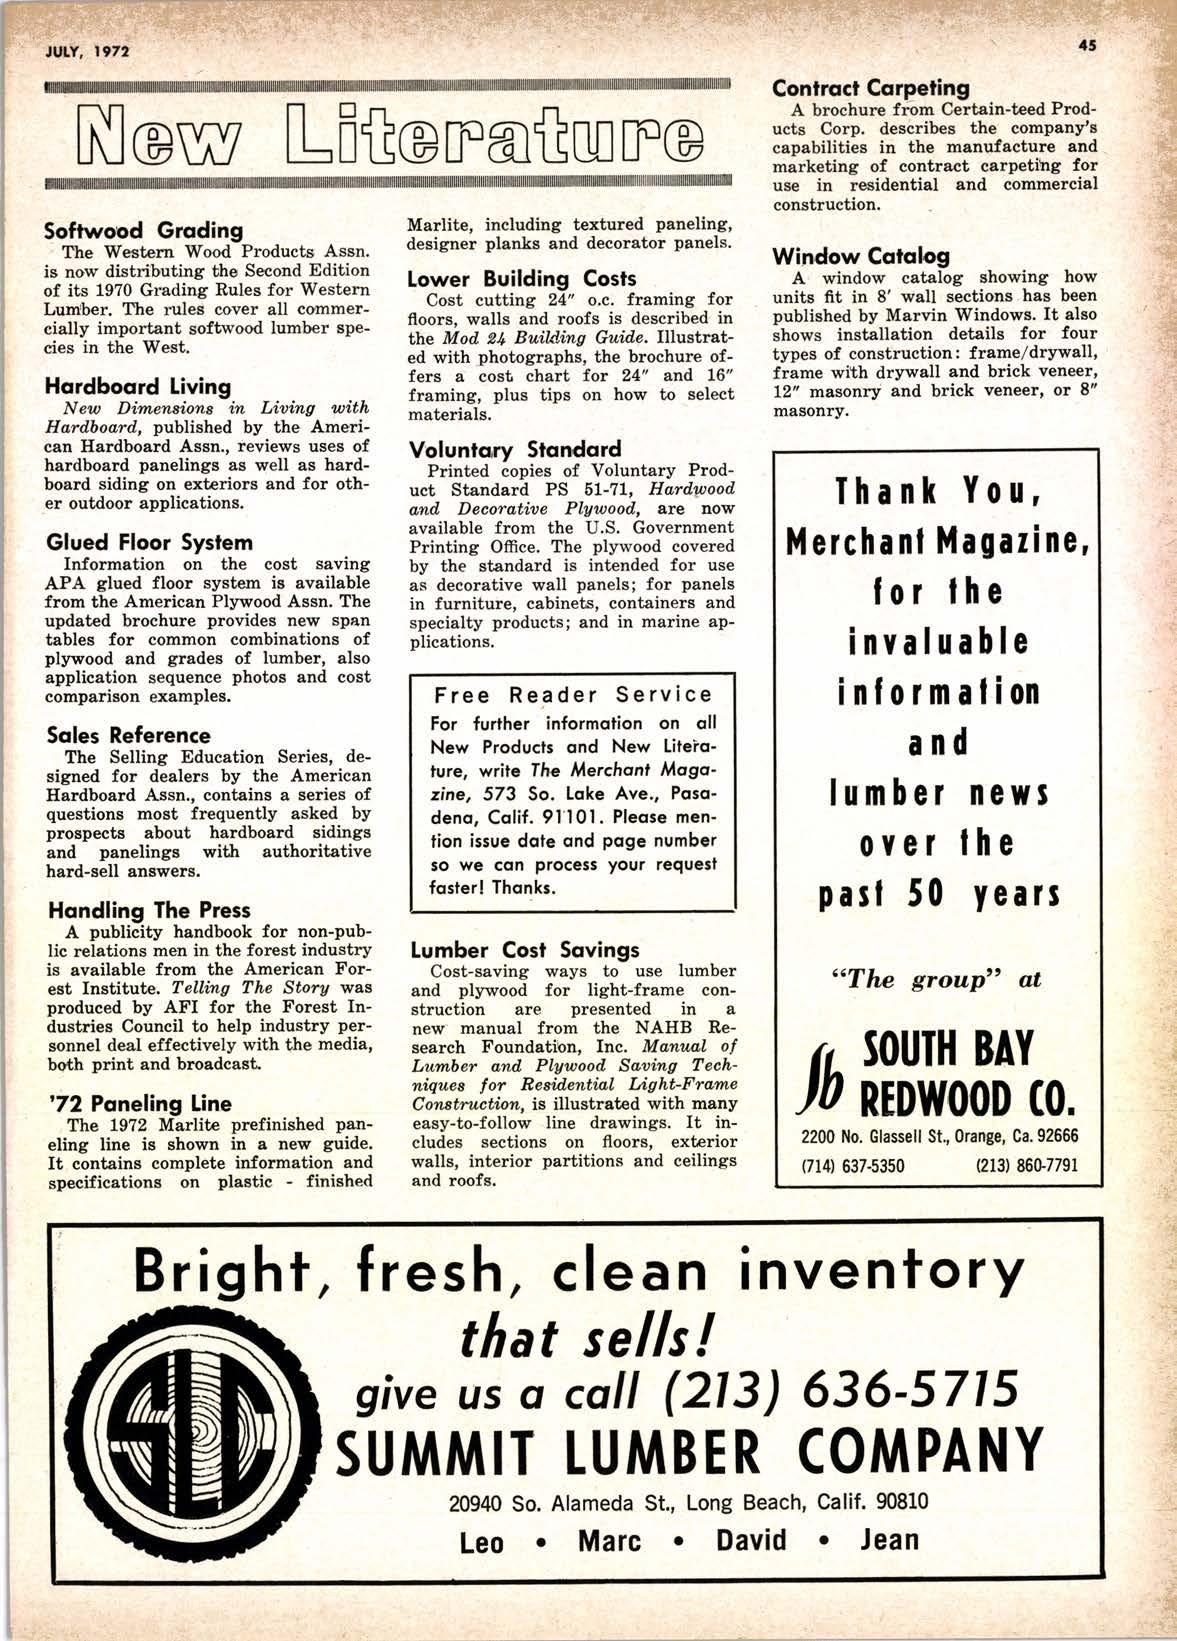 JULY, 1972
45
New Literature
Softwood Grading
The Western Wood Products Assn.
is now distributing the Second Edition
of its 1970 Grading Rules for Western
Lumber. The rules cover all commer-
cially important softwood lumber spe-
cies in the West.
Hardboard Living
New Dimensions in Living with
Hardboard, published by the Ameri-
can Hardboard Assn., reviews uses of
hardboard panelings as well as hard-
board siding on exteriors and for oth-
er outdoor applications.
Glued Floor System
Information on the cost saving
APA glued floor system is available
from the American Plywood Assn. The
updated brochure provides new span
tables for common combinations of
plywood and grades of lumber, also
application sequence photos and cost
comparison examples.
Sales Reference
The Selling Education Series, de-
signed for dealers by the American
Hardboard Assn., contains a series of
questions most frequently asked by
prospects about hardboard sidings
and panelings with authoritative
hard-sell answers.
Handling The Press
A publicity handbook for non-pub-
lic relations men in the forest industry
is available from the American For-
est Institute. Telling The Story was
produced by AFI for the Forest In-
dustries Council to help industry per-
sonnel deal effectively with the media,
both print and broadcast.
'72 Paneling Line
The 1972 Marlite prefinished pan-
eling line is shown in a new guide.
It contains complete information and
specifications on plastic - finished
Marlite, including textured paneling,
designer planks and decorator panels.
Lower Building Costs
Cost cutting 24" o.c. framing for
floors, walls and roofs is described in
the Mod 24 Building Guide. Illustrat-
ed with photographs, the brochure of-
fers a cost chart for 24" and 16"
framing, plus tips on how to select
materials.
Voluntary Standard
Printed copies of Voluntary Prod-
uct Standard PS 51-71, Hardwood
and Decorative Plywood, are now
available from the U.S. Government
Printing Office. The plywood covered
by the standard is intended for use
as decorative wall panels; for panels
in furniture, cabinets, containers and
specialty products; and in marine ap-
plications.
Free Reader Service
For further information on all
New Products and New Litera-
ture, write The Merchant Maga-
zine, 573 So. Lake Ave., Pasa-
dena, Calif. 91101. Please men-
tion issue date and page number
so we can process your request
faster! Thanks.
Lumber Cost Savings
Cost-saving ways to use lumber
and plywood for light-frame con-
struction are presented in a
new manual from the NAHB Re-
search Foundation, Inc. Manual of
Lumber and Plywood Saving Tech-
niques for Residential Light-Frame
Construction, is illustrated with many
easy-to-follow line drawings. It in-
cludes sections on floors, exterior
walls, interior partitions and ceilings
and roofs.
Contract Carpeting
A brochure from Certain-teed Prod-
ucts Corp. describes the company's
capabilities in the manufacture and
marketing of contract carpeting for
use in residential and commercial
construction.
Window Catalog
A window catalog showing how
units fit in 8' wall sections has been
published by Marvin Windows. It also
shows installation details for four
types of construction: frame/drywall,
frame with drywall and brick veneer,
12" masonry and brick veneer, or 8"
masonry.
Thank You,
Merchant Magazine,
for the
invaluable
information
and
lumber news
over the
past 50 years
"The group" at
sb
SOUTH BAY
REDWOOD CO.
2200 No. Glassell St., Orange, Ca. 92666
(714) 637-5350 (213) 860-7791
Bright, fresh, clean inventory
that sells!
give us a call (213) 636-5715
SLC
SUMMIT LUMBER COMPANY
20940 So. Alameda St., Long Beach, Calif. 90810
Leo • Marc • David • Jean